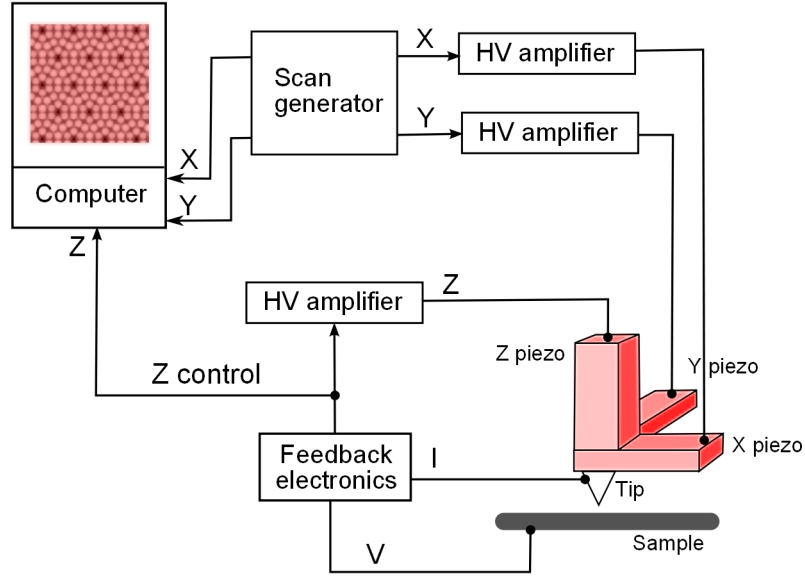 X
HV amplifier
Scan
generator
Y
HV amplifier
X
Computer
Y
Z
HV amplifier
Z
Z piezo
Y piezo
Z control
X piezo
Feedback
electronics
I
Tip
V
Sample